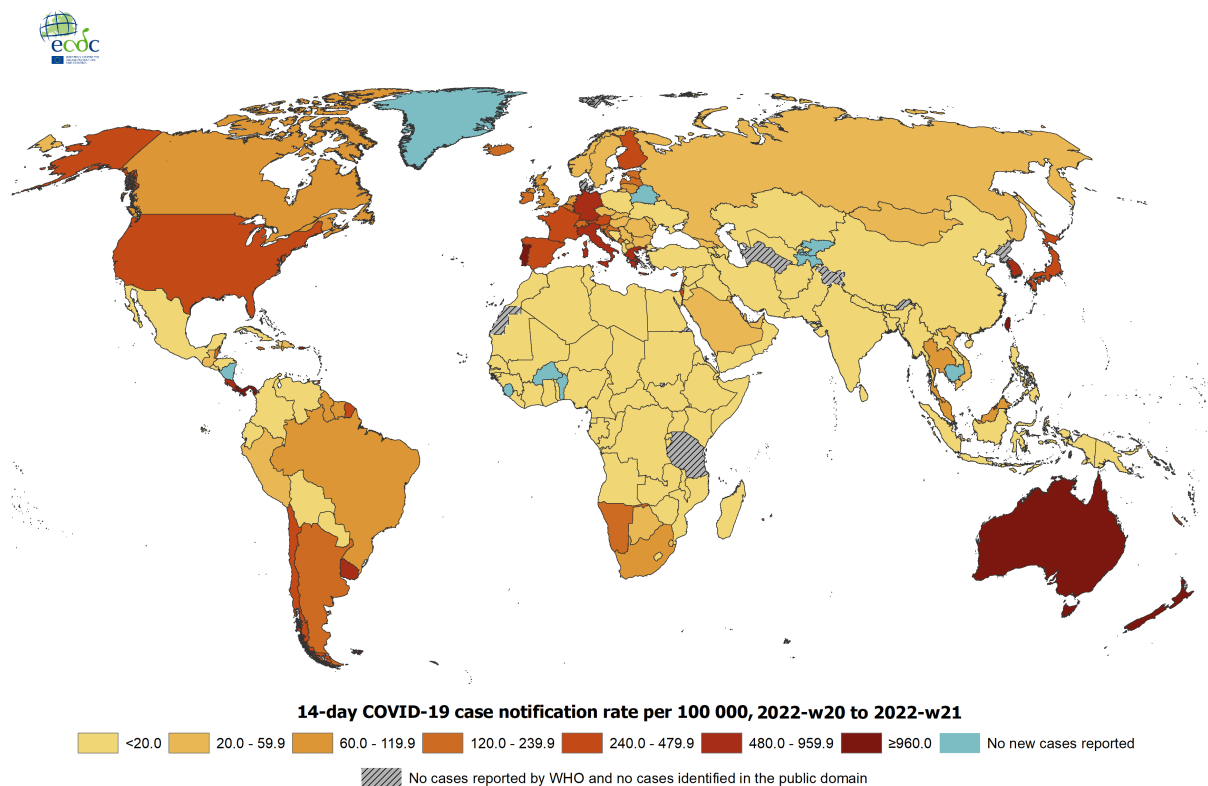 ecdc
14-day COVID-19 case notification rate per 100 000, 2022-w20 to 2022-w21
<20.0 20.0 - 59.9 60.0 - 119.9 120.0 - 239.9 240.0 - 479.9 480.0 - 959.9 ≥960.0 No new cases reported
No cases reported by WHO and no cases identified in the public domain